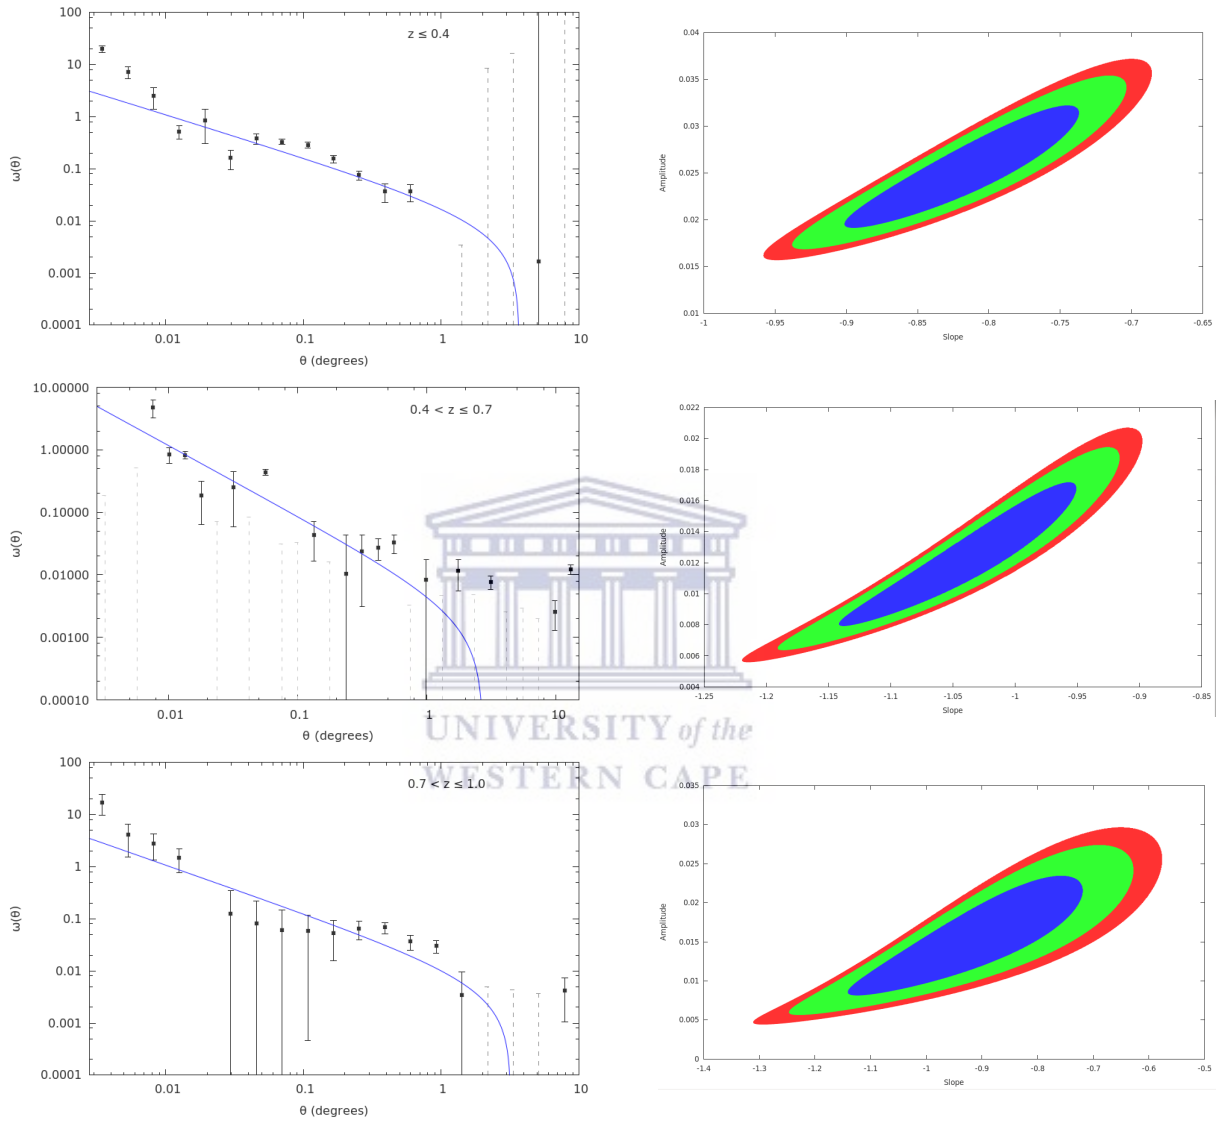 100
10
1
0.1
0.01
0.001
0.0001
ω(θ)
z ≤ 0.4
0.01 0.1 1 10
θ (degrees)
0.04
0.035
0.03
0.025
0.02
0.015
0.01
Amplitude
-1 -0.95 -0.9 -0.85 -0.8 -0.75 -0.7 -0.65
Slope
10.00000
1.00000
0.10000
0.01000
0.00100
0.00010
ω(θ)
0.4 < z ≤ 0.7
0.01 0.1 1 10
θ (degrees)
0.022
0.02
0.018
0.016
0.014
0.012
0.01
0.008
0.006
0.004
Amplitude
-1.25 -1.2 -1.15 -1.1 -1.05 -1 -0.95 -0.9 -0.85
Slope
UNIVERSITY of the
WESTERN CAPE
100
10
1
0.1
0.01
0.001
0.0001
ω(θ)
0.7 < z ≤ 1.0
0.01 0.1 1 10
θ (degrees)
0.035
0.03
0.025
0.02
0.015
0.01
0.005
0
Amplitude
-1.4 -1.3 -1.2 -1.1 -1 -0.9 -0.8 -0.7 -0.6 -0.5
Slope